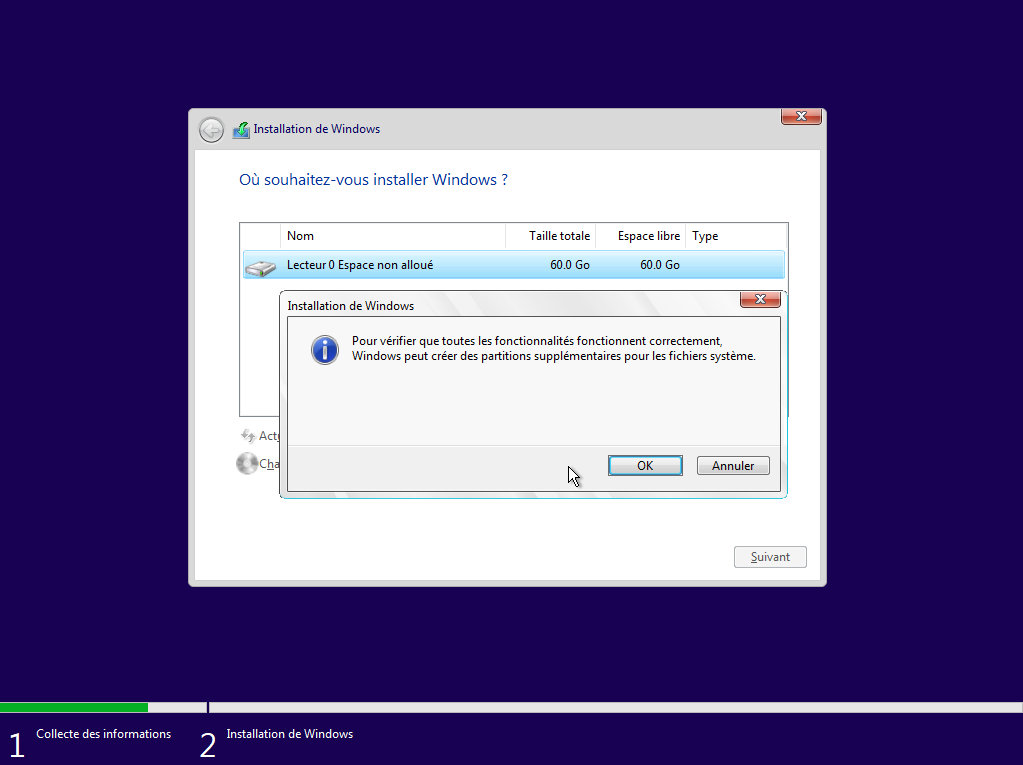 Installation de Windows
Où souhaitez-vous installer Windows ?
Nom Taille totale Espace libre Type
Lecteur 0 Espace non alloué 60.0 Go 60.0 Go
Installation de Windows
Pour vérifier que toutes les fonctionnalités fonctionnent correctement,
Windows peut créer des partitions supplémentaires pour les fichiers système.
OK Annuler
Suivant
1 Collecte des informations 2 Installation de Windows